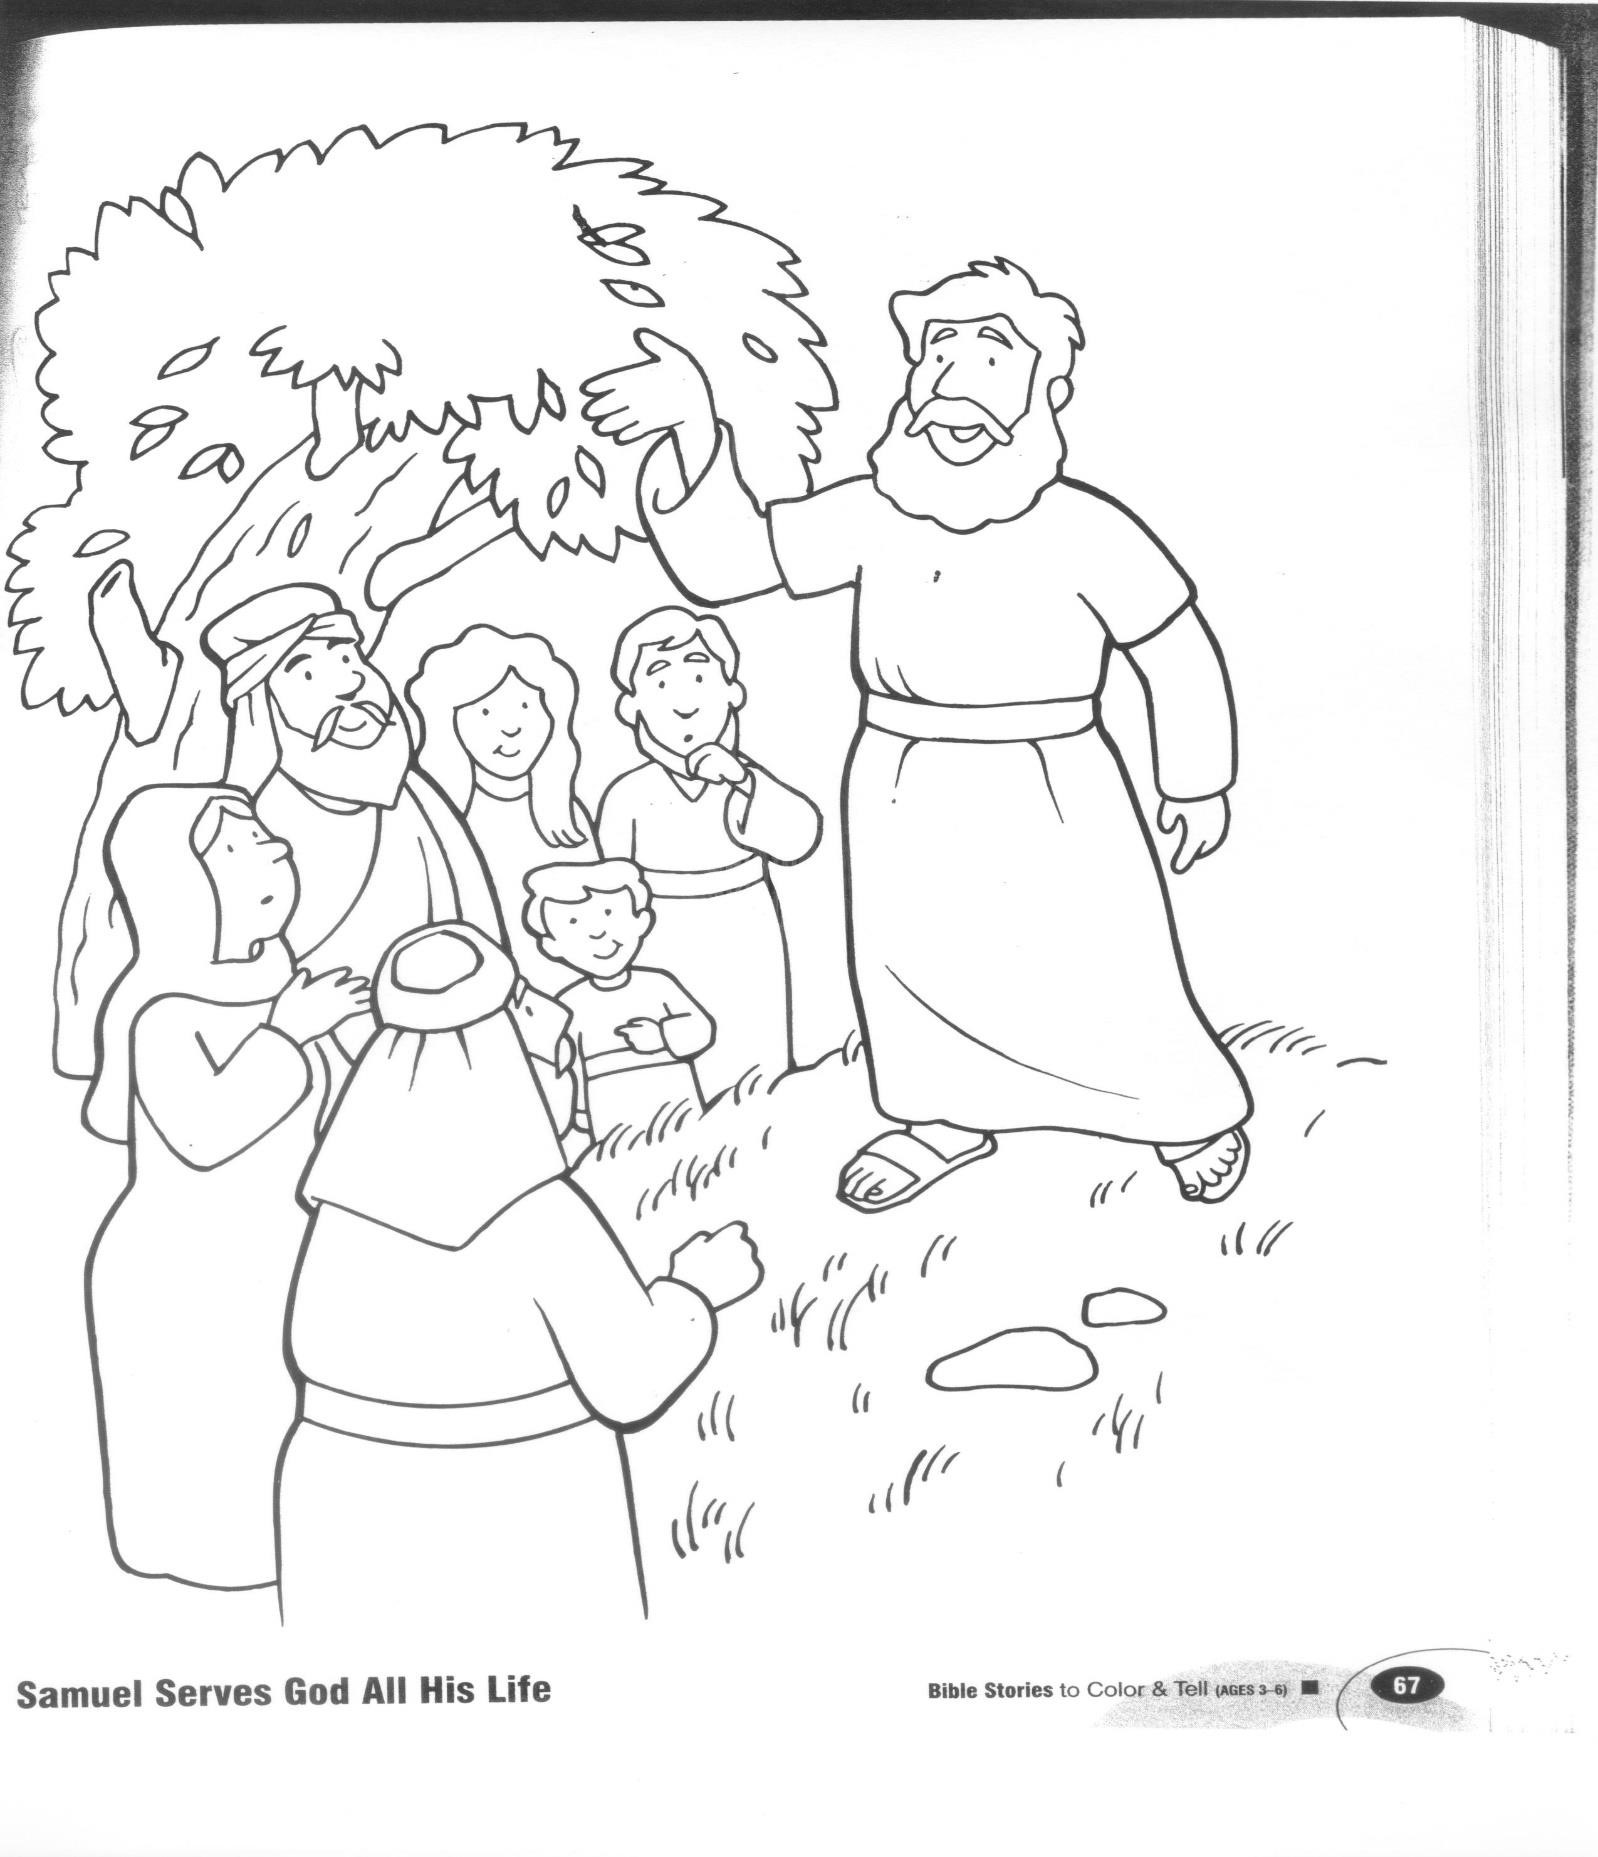 Samuel Serves God All His Life
Bible Stories to Color & Tell (AGES 3–6) ■ 67